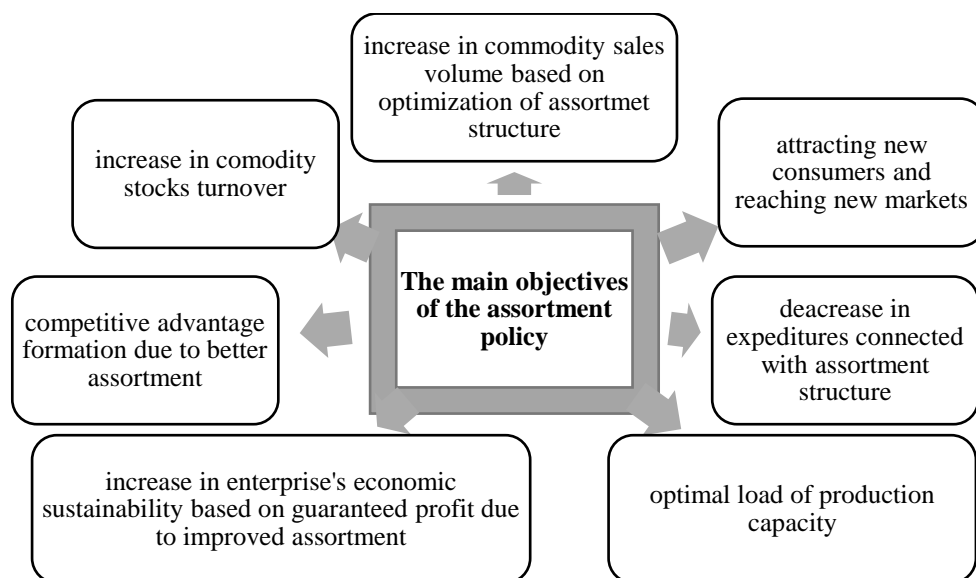 increase in commodity sales
volume based on
optimization of assortmet
structure
increase in comodity
stocks turnover
attracting new
consumers and
reaching new markets
The main objectives
of the assortment
policy
competitive advantage
formation due to better
assortment
deacrease in
expeditures connected
with assortment
structure
increase in enterprise's economic
sustainability based on guaranteed profit due
to improved assortment
optimal load of production
capacity